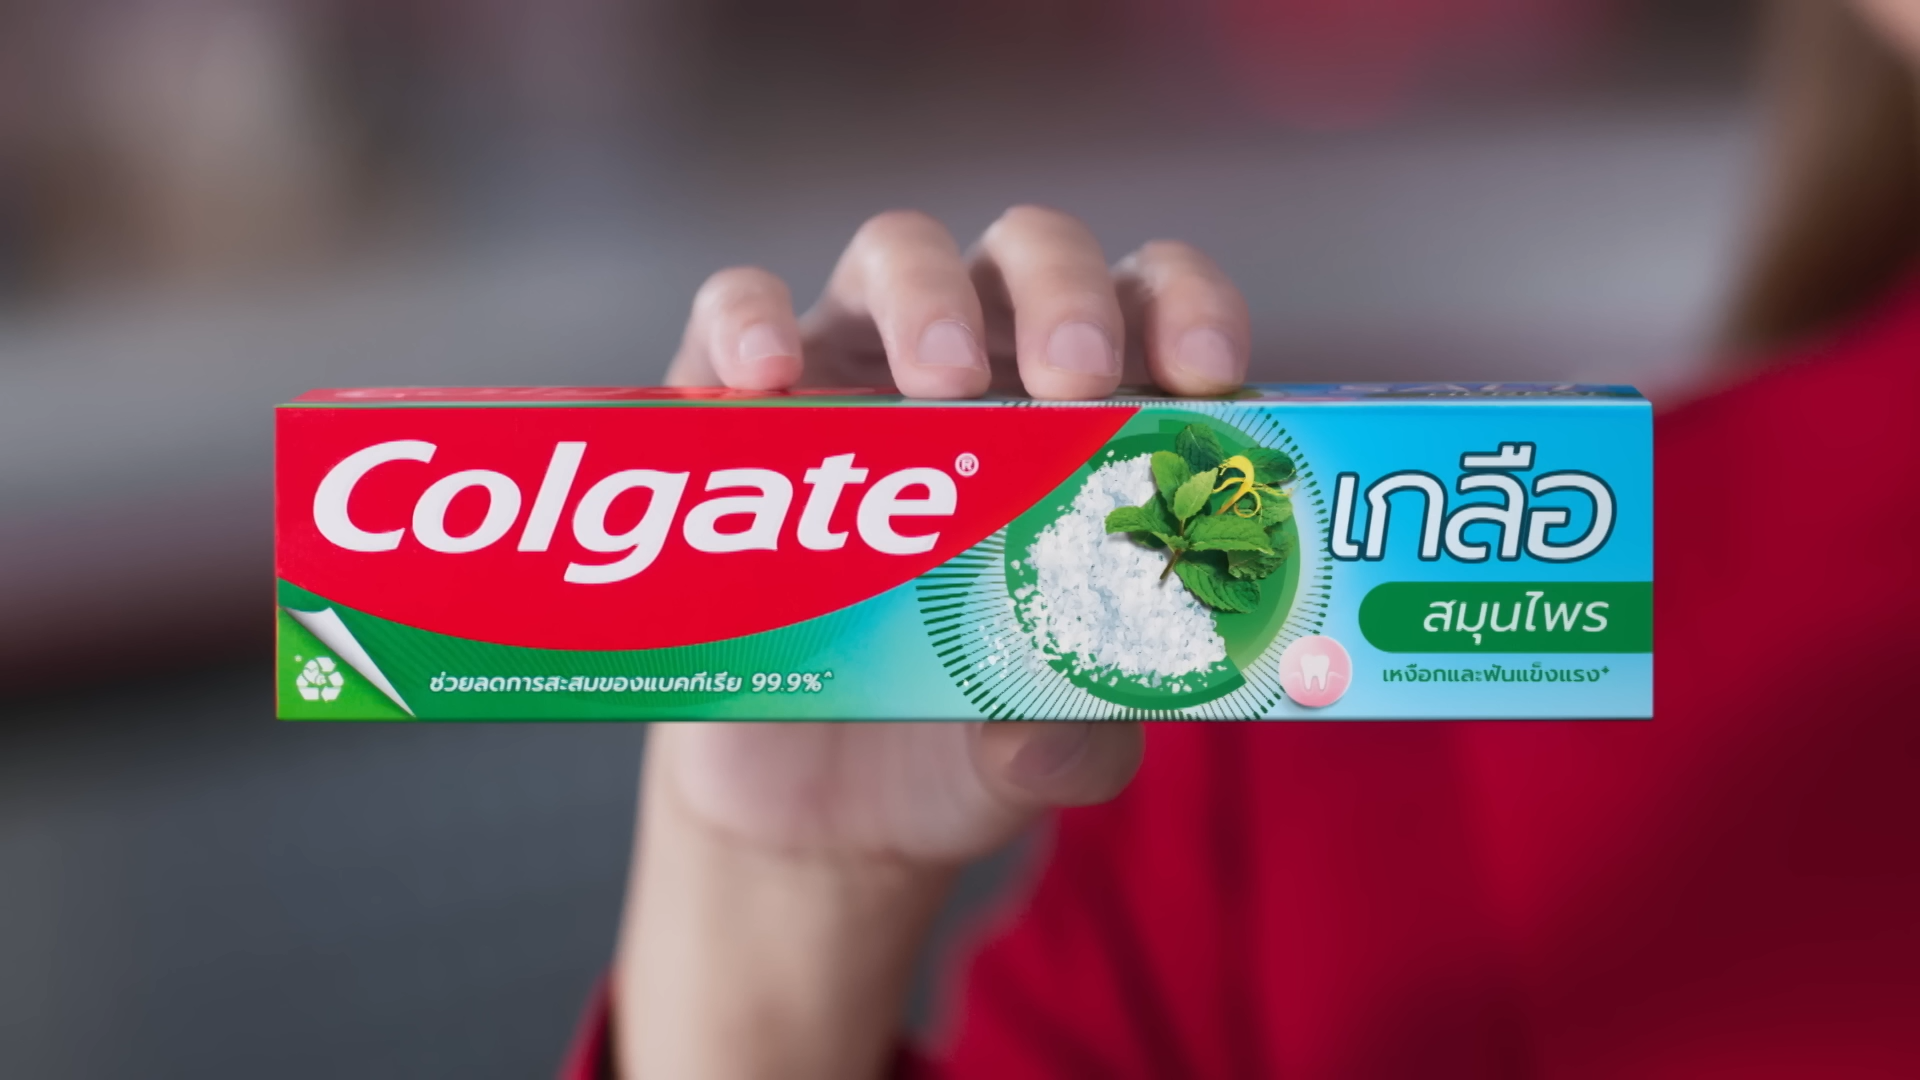 Colgate®
เกลือ
สมุนไพร
เหงือกและฟันแข็งแรง⁺
ช่วยลดการสะสมของแบคทีเรีย 99.9%^